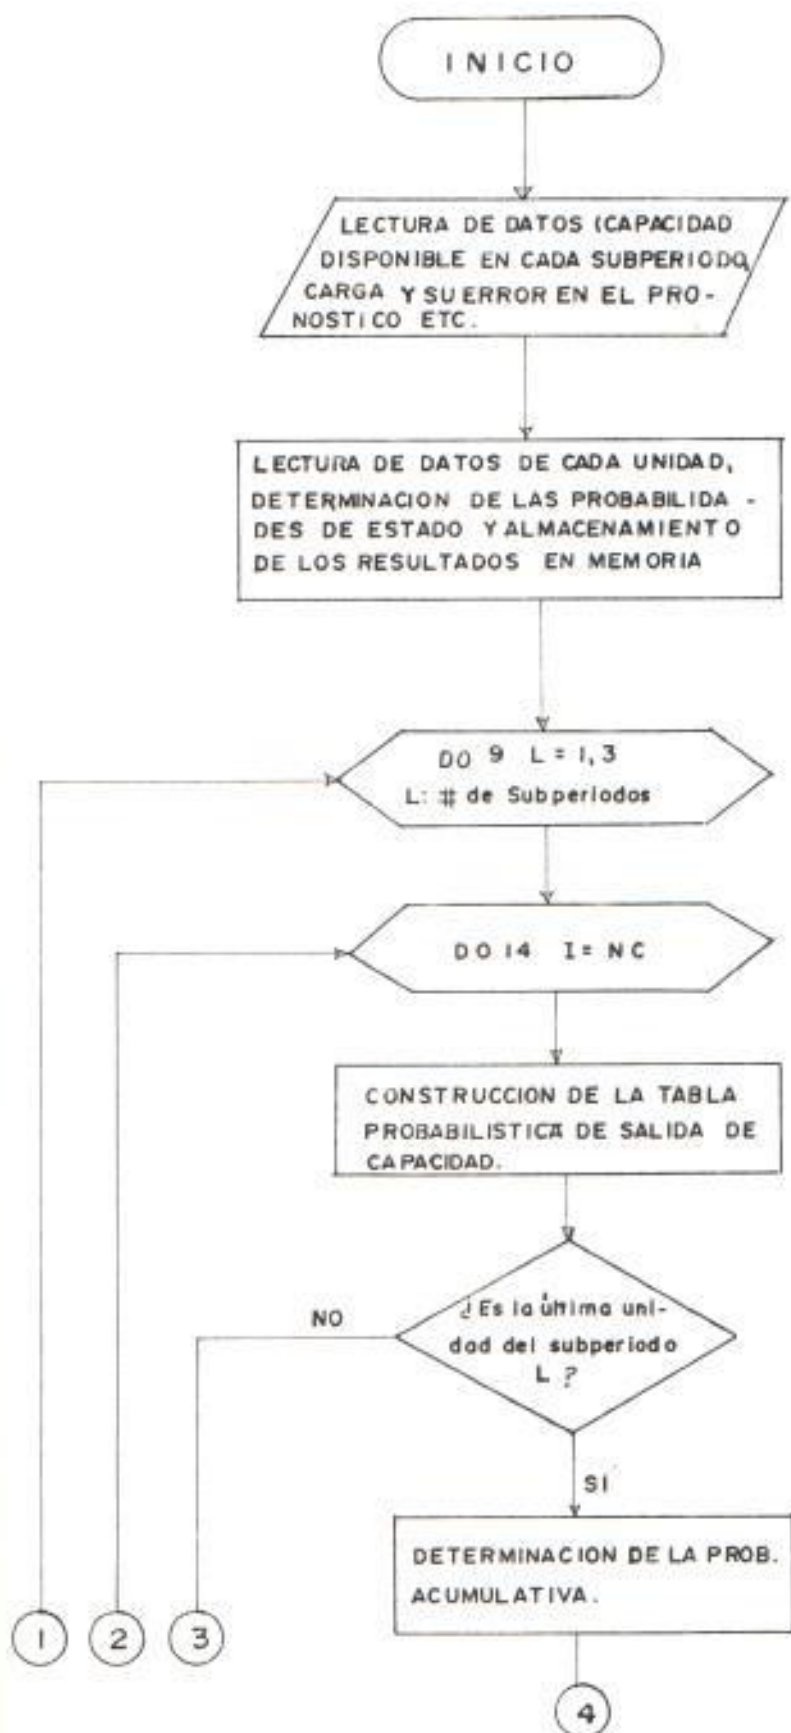 INICIO
LECTURA DE DATOS (CAPACIDAD
DISPONIBLE EN CADA SUBPERIODO,
CARGA Y SU ERROR EN EL PRO-
NOSTICO ETC.
LECTURA DE DATOS DE CADA UNIDAD,
DETERMINACION DE LAS PROBABILIDA -
DES DE ESTADO Y ALMACENAMIENTO
DE LOS RESULTADOS EN MEMORIA
DO 9 L = 1, 3
L: # de Subperiodos
DO 14 I = NC
CONSTRUCCION DE LA TABLA
PROBABILISTICA DE SALIDA DE
CAPACIDAD.
¿Es la última uni-
dad del subperiodo
L ?
NO
SI
DETERMINACION DE LA PROB.
ACUMULATIVA.
1 2 3
4